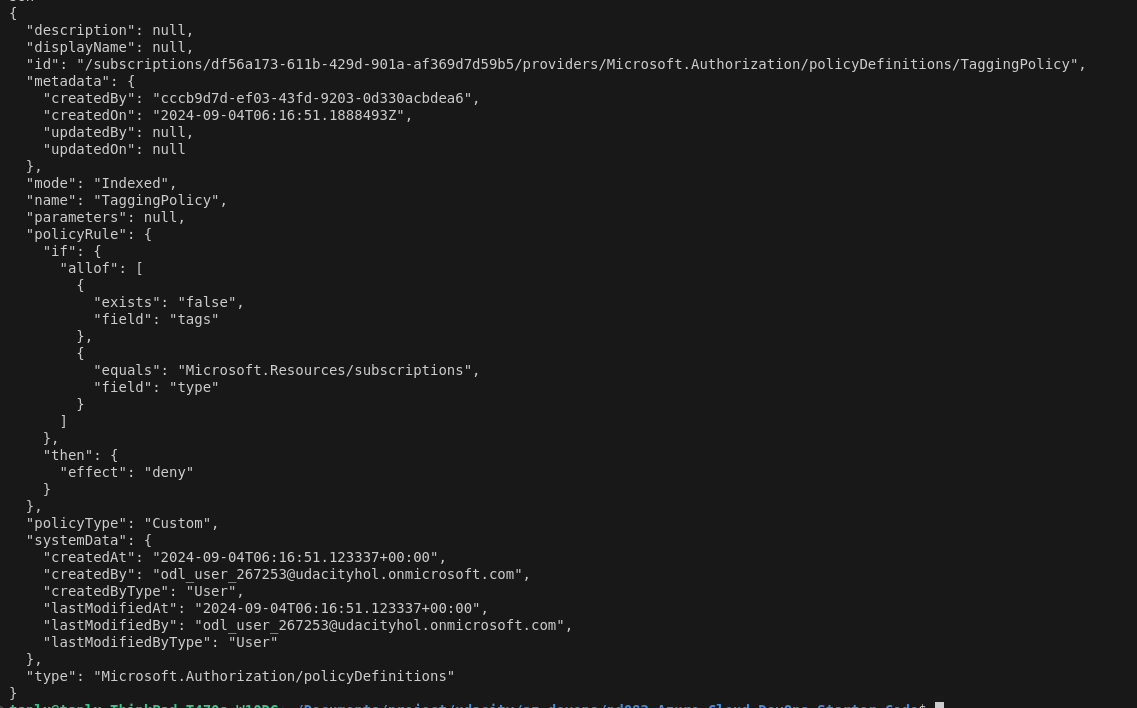 {
  "description": null,
  "displayName": null,
  "id": "/subscriptions/df56a173-611b-429d-901a-af369d7d59b5/providers/Microsoft.Authorization/policyDefinitions/TaggingPolicy",
  "metadata": {
    "createdBy": "cccb9d7d-ef03-43fd-9203-0d330acbdea6",
    "createdOn": "2024-09-04T06:16:51.1888493Z",
    "updatedBy": null,
    "updatedOn": null
  },
  "mode": "Indexed",
  "name": "TaggingPolicy",
  "parameters": null,
  "policyRule": {
    "if": {
      "allof": [
        {
          "exists": "false",
          "field": "tags"
        },
        {
          "equals": "Microsoft.Resources/subscriptions",
          "field": "type"
        }
      ]
    },
    "then": {
      "effect": "deny"
    }
  },
  "policyType": "Custom",
  "systemData": {
    "createdAt": "2024-09-04T06:16:51.123337+00:00",
    "createdBy": "odl_user_267253@udacityhol.onmicrosoft.com",
    "createdByType": "User",
    "lastModifiedAt": "2024-09-04T06:16:51.123337+00:00",
    "lastModifiedBy": "odl_user_267253@udacityhol.onmicrosoft.com",
    "lastModifiedByType": "User"
  },
  "type": "Microsoft.Authorization/policyDefinitions"
}